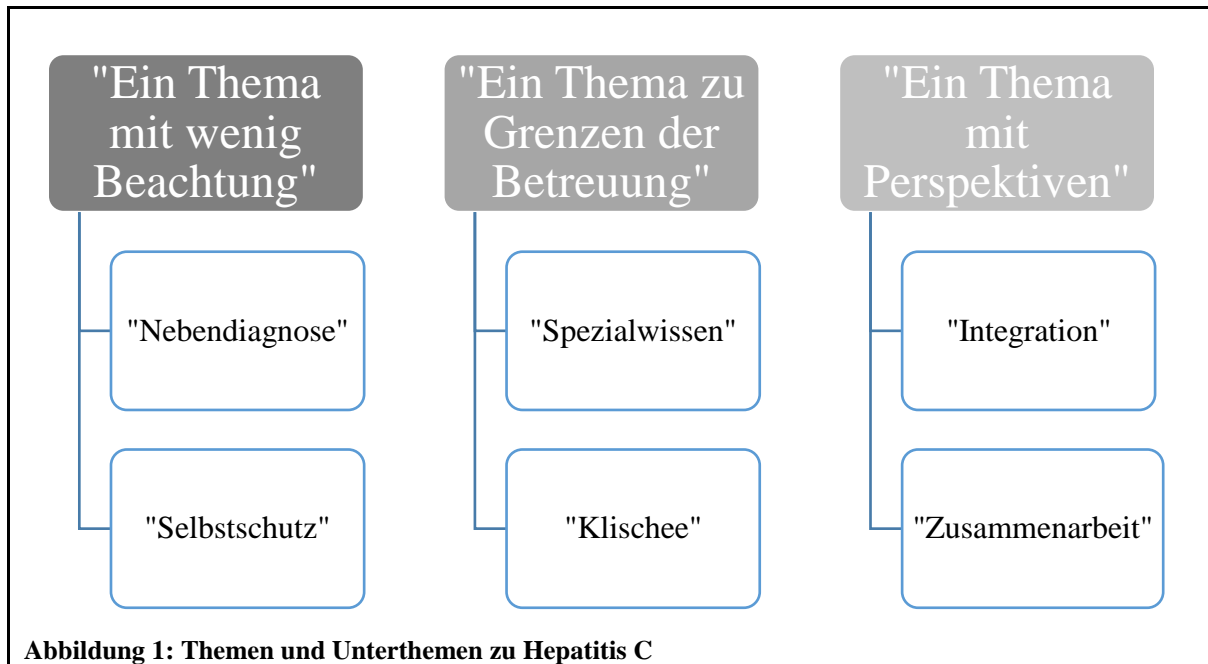 "Ein Thema
mit wenig
Beachtung"
"Nebendiagnose"
"Selbstschutz"
"Ein Thema zu
Grenzen der
Betreuung"
"Spezialwissen"
"Klischee"
"Ein Thema
mit
Perspektiven"
"Integration"
"Zusammenarbeit"
Abbildung 1: Themen und Unterthemen zu Hepatitis C